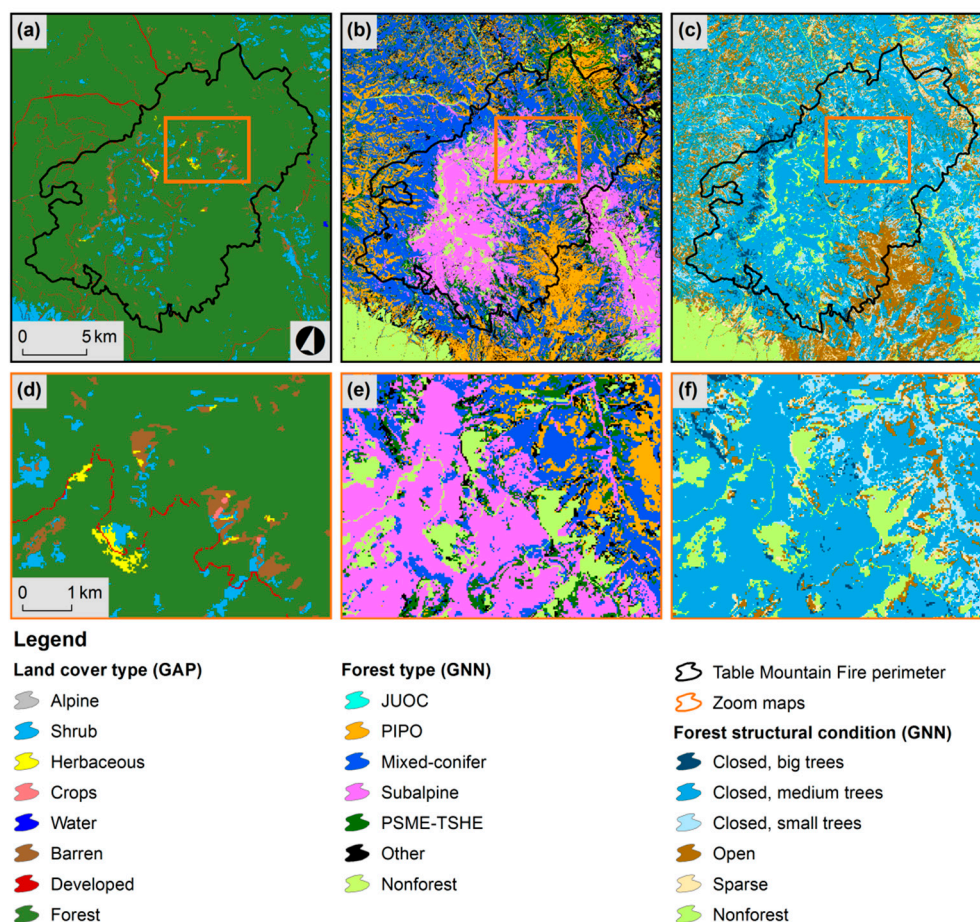 (a)
(b)
(c)
0 5 km
(d)
(e)
(f)
0 1 km
Legend
Land cover type (GAP)
Alpine
Shrub
Herbaceous
Crops
Water
Barren
Developed
Forest
Forest type (GNN)
JUOC
PIPO
Mixed-conifer
Subalpine
PSME-TSHE
Other
Nonforest
Table Mountain Fire perimeter
Zoom maps
Forest structural condition (GNN)
Closed, big trees
Closed, medium trees
Closed, small trees
Open
Sparse
Nonforest